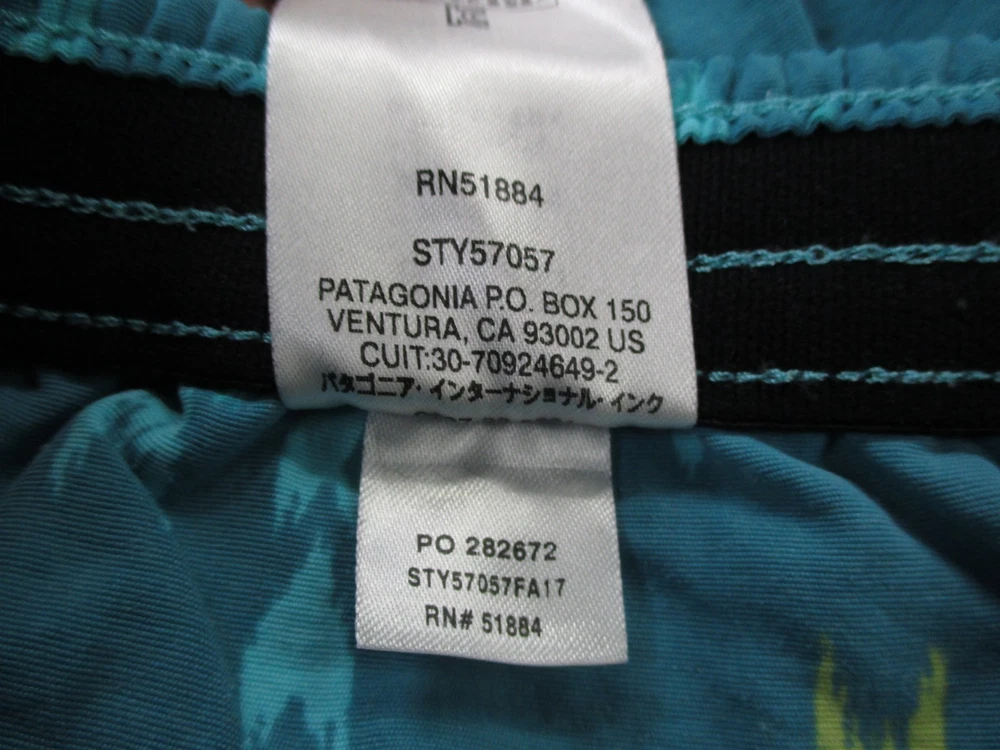 RN51884
STY57057
PATAGONIA P.O. BOX 150
VENTURA, CA 93002 US
CUIT:30-70924649-2
パタゴニア・インターナショナル・インク
PO 282672
STY57057FA17
RN# 51884